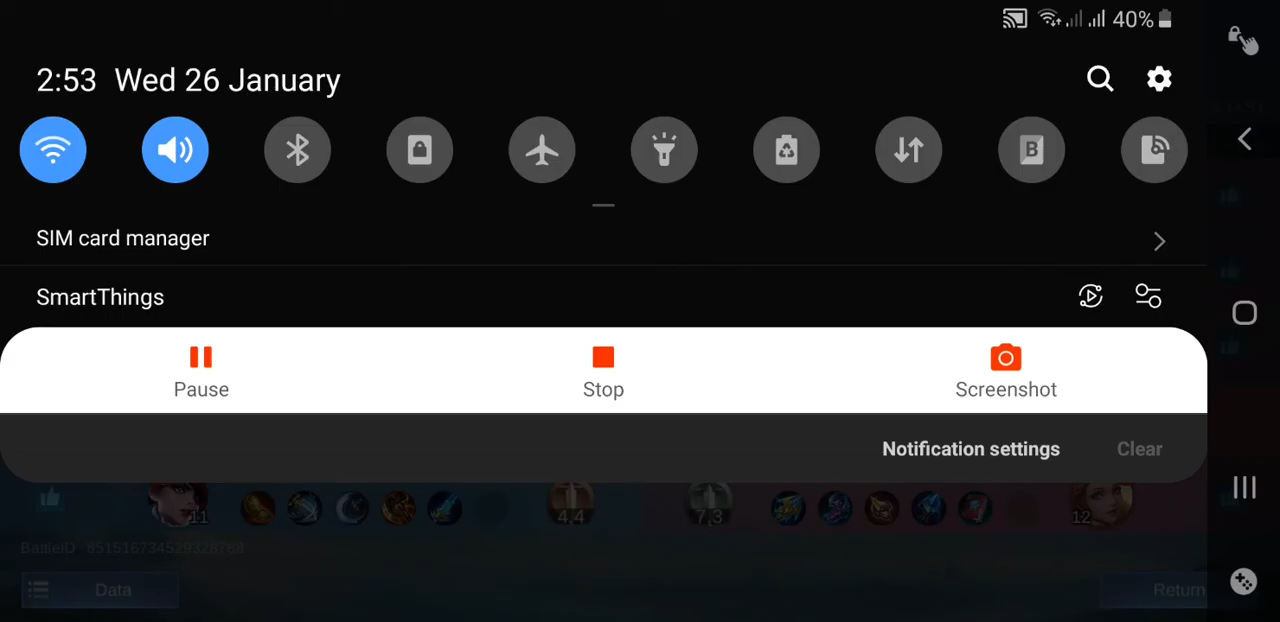 40%
2:53 Wed 26 January
B
SIM card manager
SmartThings
Pause Stop Screenshot
Notification settings Clear
11 4,4 7,3 12
BattleID
Data Return